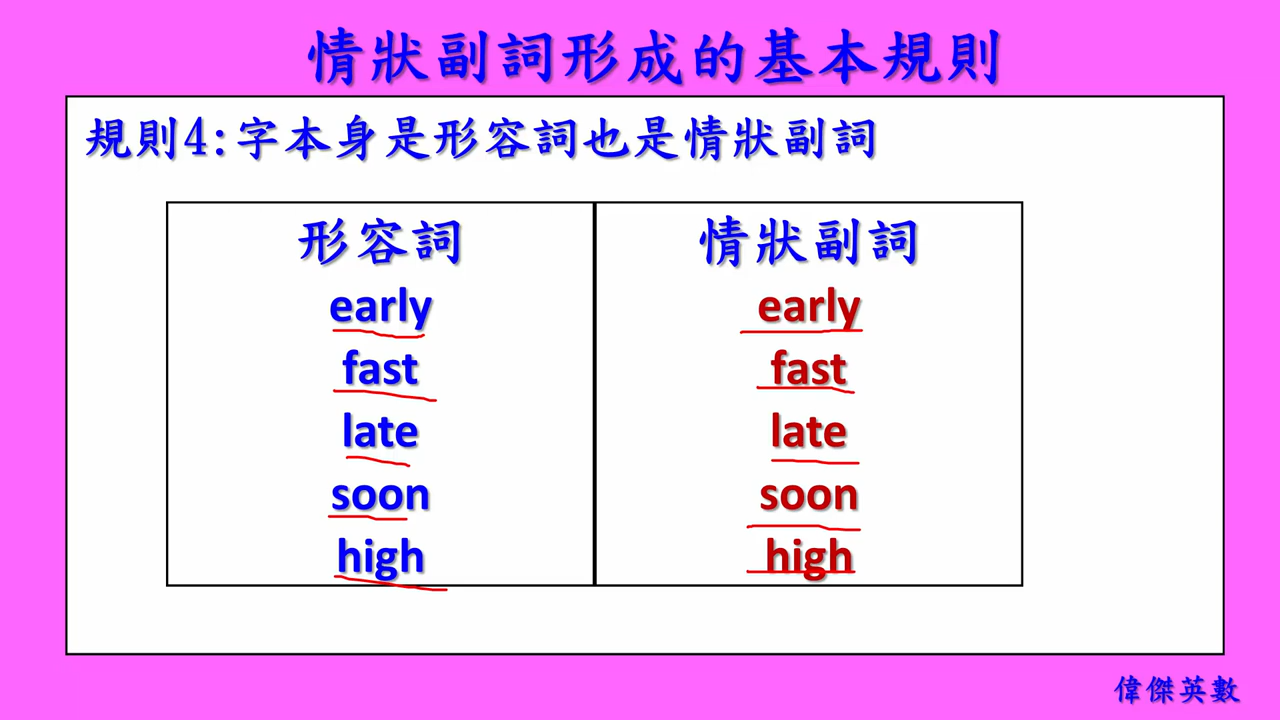 情狀副詞形成的基本規則
規則4:字本身是形容詞也是情狀副詞
形容詞 情狀副詞
early early
fast fast
late late
soon soon
high high
偉傑英數